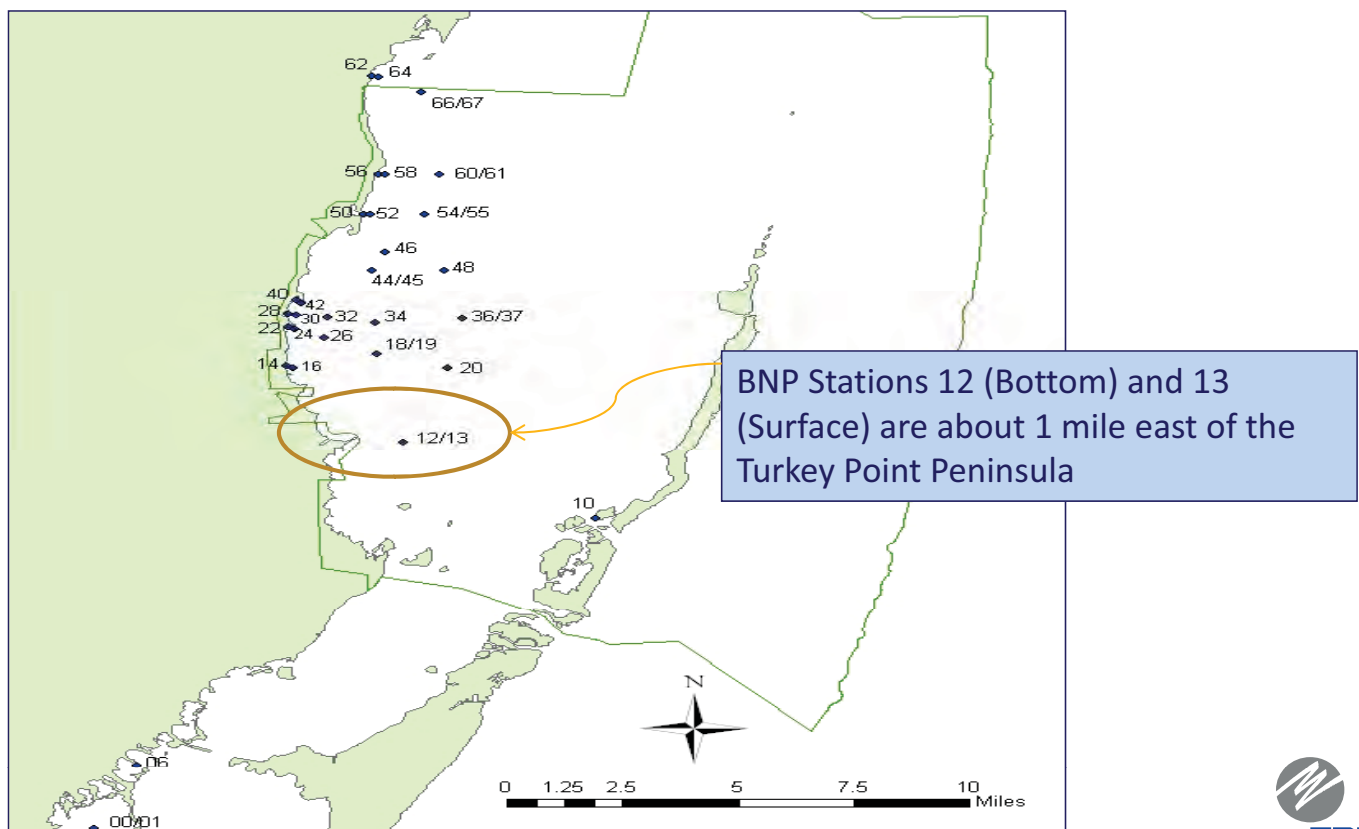 62 64
66/67
56 58 60/61
50 52 54/55
46
44/45 48
40 42
28 30 32 34 36/37
22 24 26
18/19
14 16 20
12/13
BNP Stations 12 (Bottom) and 13
(Surface) are about 1 mile east of the
Turkey Point Peninsula
10
N
06
0 1.25 2.5 5 7.5 10
Miles
00/01